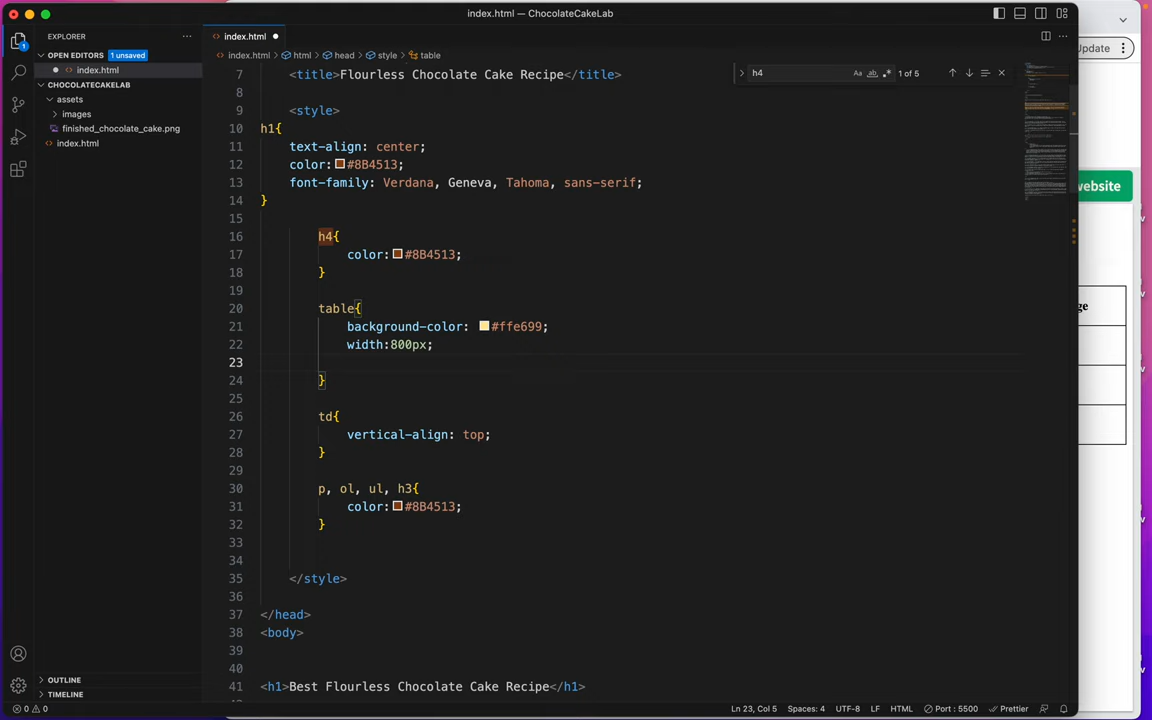 index.html — ChocolateCakeLab
EXPLORER
index.html
OPEN EDITORS
1 unsaved
index.html
CHOCOLATECAKELAB
assets
images
finished_chocolate_cake.png
index.html
OUTLINE
TIMELINE
index.html > html > head > style > table
h4
Aa ab .*
1 of 5
7 <title>Flourless Chocolate Cake Recipe</title>
8
9 <style>
10 h1{
11 text-align: center;
12 color: #8B4513;
13 font-family: Verdana, Geneva, Tahoma, sans-serif;
14 }
15
16 h4{
17 color: #8B4513;
18 }
19
20 table{
21 background-color: #ffe699;
22 width:800px;
23
24 }
25
26 td{
27 vertical-align: top;
28 }
29
30 p, ol, ul, h3{
31 color: #8B4513;
32 }
33
34
35 </style>
36
37 </head>
38 <body>
39
40
41 <h1>Best Flourless Chocolate Cake Recipe</h1>
Update
website
ge
1
0 0
Ln 23, Col 5
Spaces: 4
UTF-8
LF
HTML
Port : 5500
Prettier